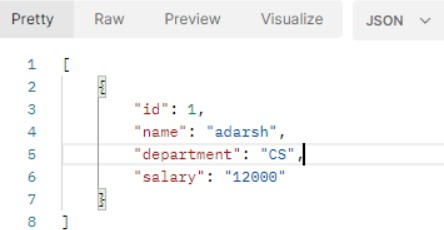 Pretty Raw Preview Visualize JSON
1 [
2 {
3 "id": 1,
4 "name": "adarsh",
5 "department": "CS",
6 "salary": "12000"
7 }
8 ]